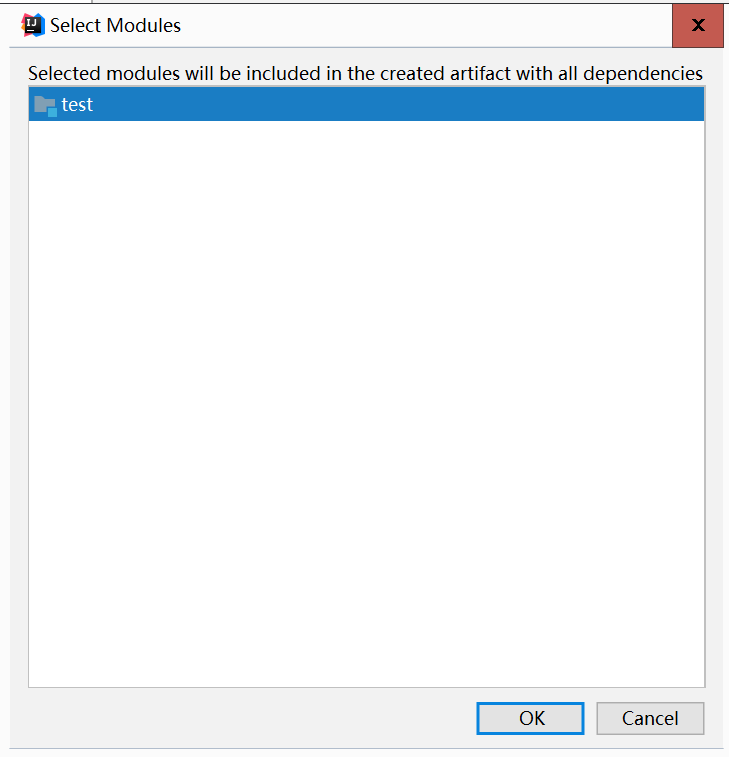 Select Modules
Selected modules will be included in the created artifact with all dependencies
test
OK
Cancel